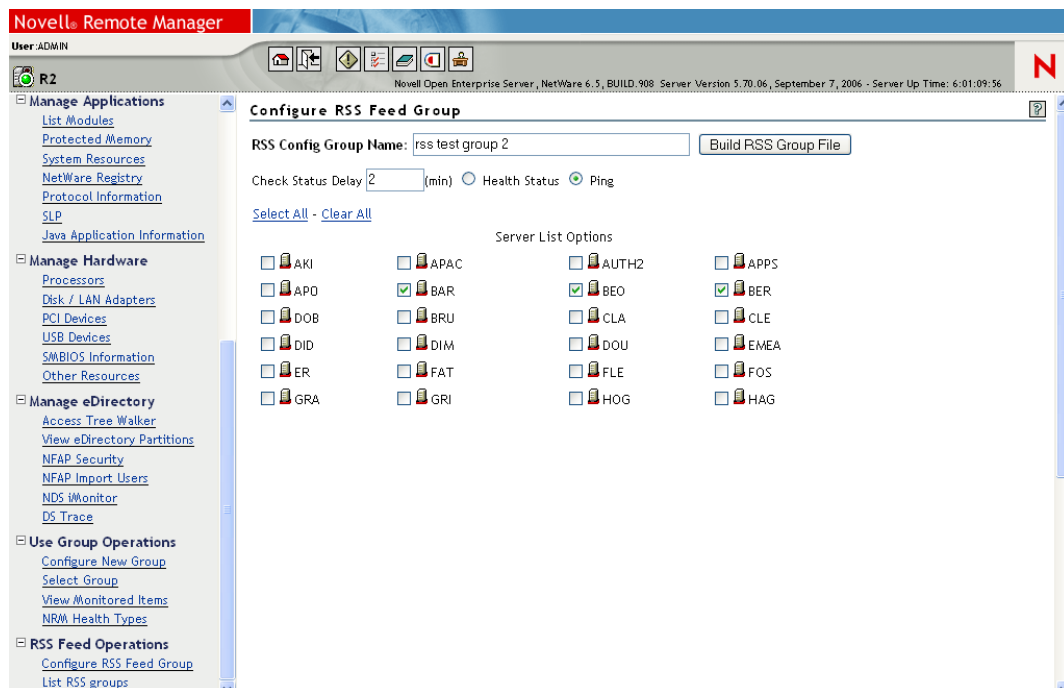 Novell® Remote Manager
User:ADMIN
R2
Novell Open Enterprise Server, NetWare 6.5, BUILD.908 Server Version 5.70.06, September 7, 2006 - Server Up Time: 6:01:09:56
N
Manage Applications
List Modules
Protected Memory
System Resources
NetWare Registry
Protocol Information
SLP
Java Application Information
Manage Hardware
Processors
Disk / LAN Adapters
PCI Devices
USB Devices
SMBIOS Information
Other Resources
Manage eDirectory
Access Tree Walker
View eDirectory Partitions
NFAP Security
NFAP Import Users
NDS iMonitor
DS Trace
Use Group Operations
Configure New Group
Select Group
View Monitored Items
NRM Health Types
RSS Feed Operations
Configure RSS Feed Group
List RSS groups
Configure RSS Feed Group
?
RSS Config Group Name: rss test group 2 Build RSS Group File
Check Status Delay 2 (min) Health Status Ping
Select All - Clear All
Server List Options
AKI APAC AUTH2 APPS
APO BAR BEO BER
DOB BRU CLA CLE
DID DIM DOU EMEA
ER FAT FLE FOS
GRA GRI HOG HAG